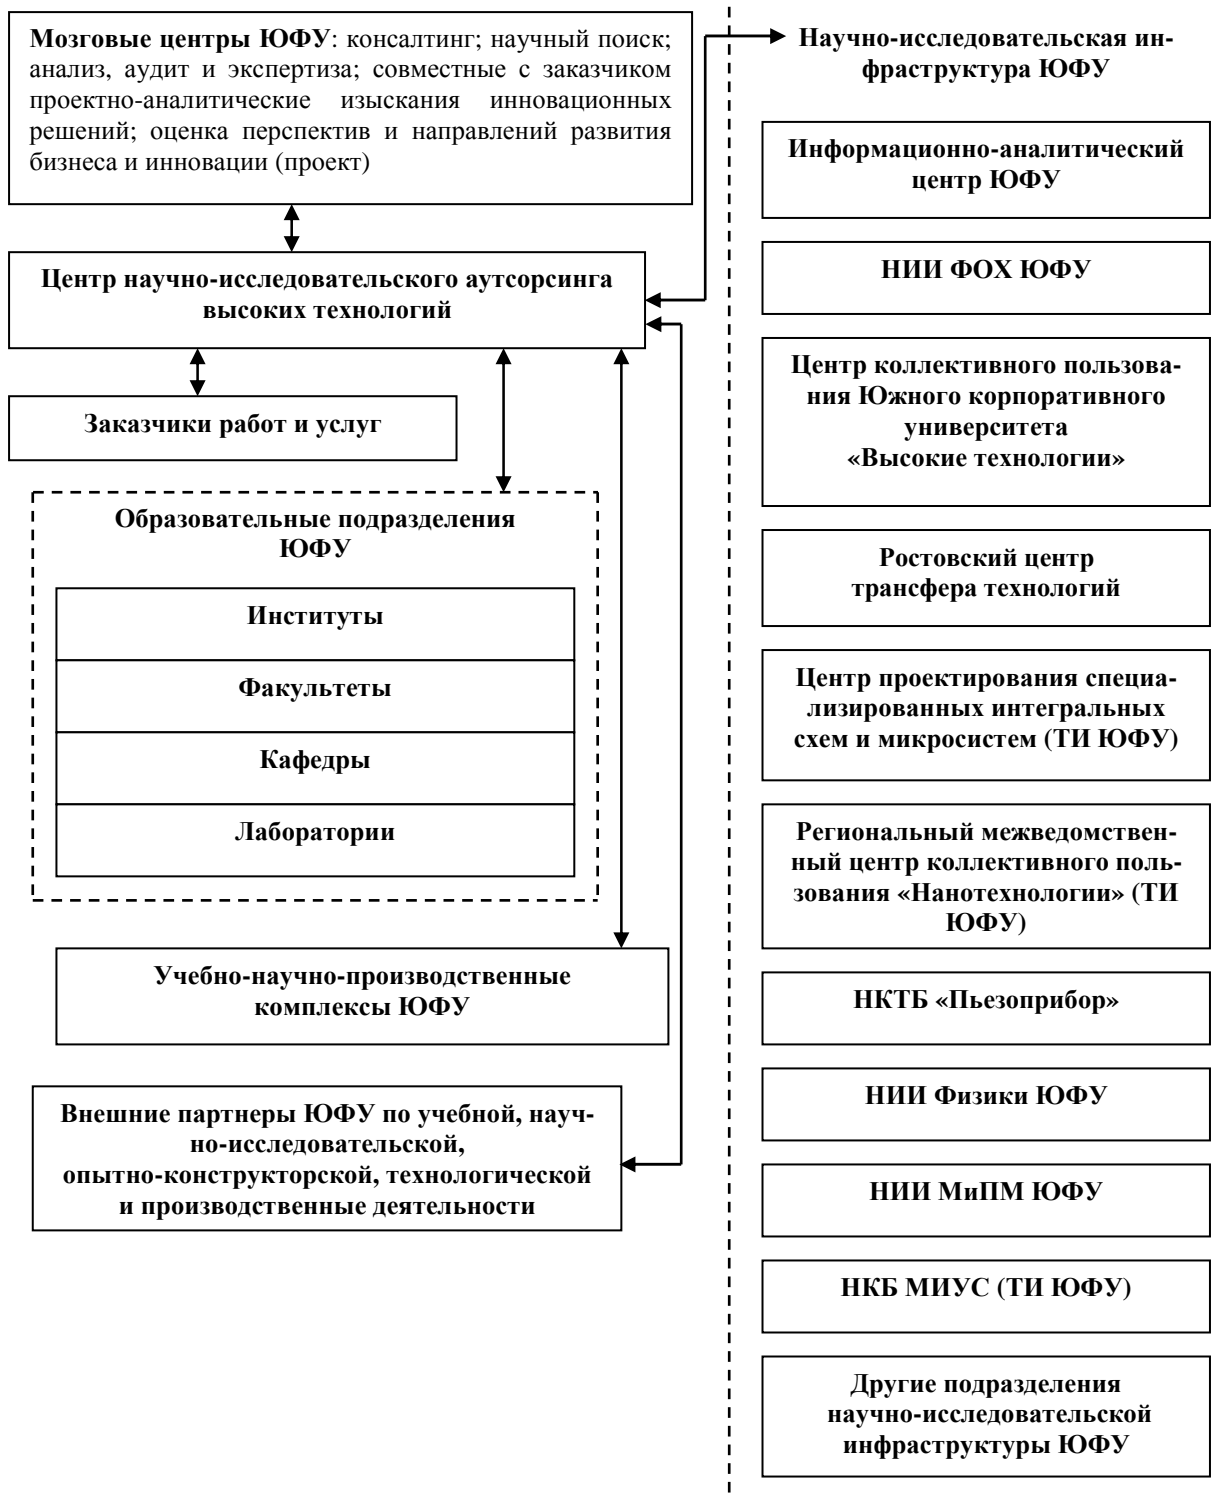 Мозговые центры ЮФУ: консалтинг; научный поиск;
анализ, аудит и экспертиза; совместные с заказчиком
проектно-аналитические изыскания инновационных
решений; оценка перспектив и направлений развития
бизнеса и инновации (проект)
Центр научно-исследовательского аутсорсинга
высоких технологий
Заказчики работ и услуг
Образовательные подразделения
ЮФУ
Институты
Факультеты
Кафедры
Лаборатории
Учебно-научно-производственные
комплексы ЮФУ
Внешние партнеры ЮФУ по учебной, науч-
но-исследовательской,
опытно-конструкторской, технологической
и производственные деятельности
Научно-исследовательская ин-
фраструктура ЮФУ
Информационно-аналитический
центр ЮФУ
НИИ ФОХ ЮФУ
Центр коллективного пользова-
ния Южного корпоративного
университета
«Высокие технологии»
Ростовский центр
трансфера технологий
Центр проектирования специа-
лизированных интегральных
схем и микросистем (ТИ ЮФУ)
Региональный межведомствен-
ный центр коллективного поль-
зования «Нанотехнологии» (ТИ
ЮФУ)
НКТБ «Пьезоприбор»
НИИ Физики ЮФУ
НИИ МиПМ ЮФУ
НКБ МИУС (ТИ ЮФУ)
Другие подразделения
научно-исследовательской
инфраструктуры ЮФУ